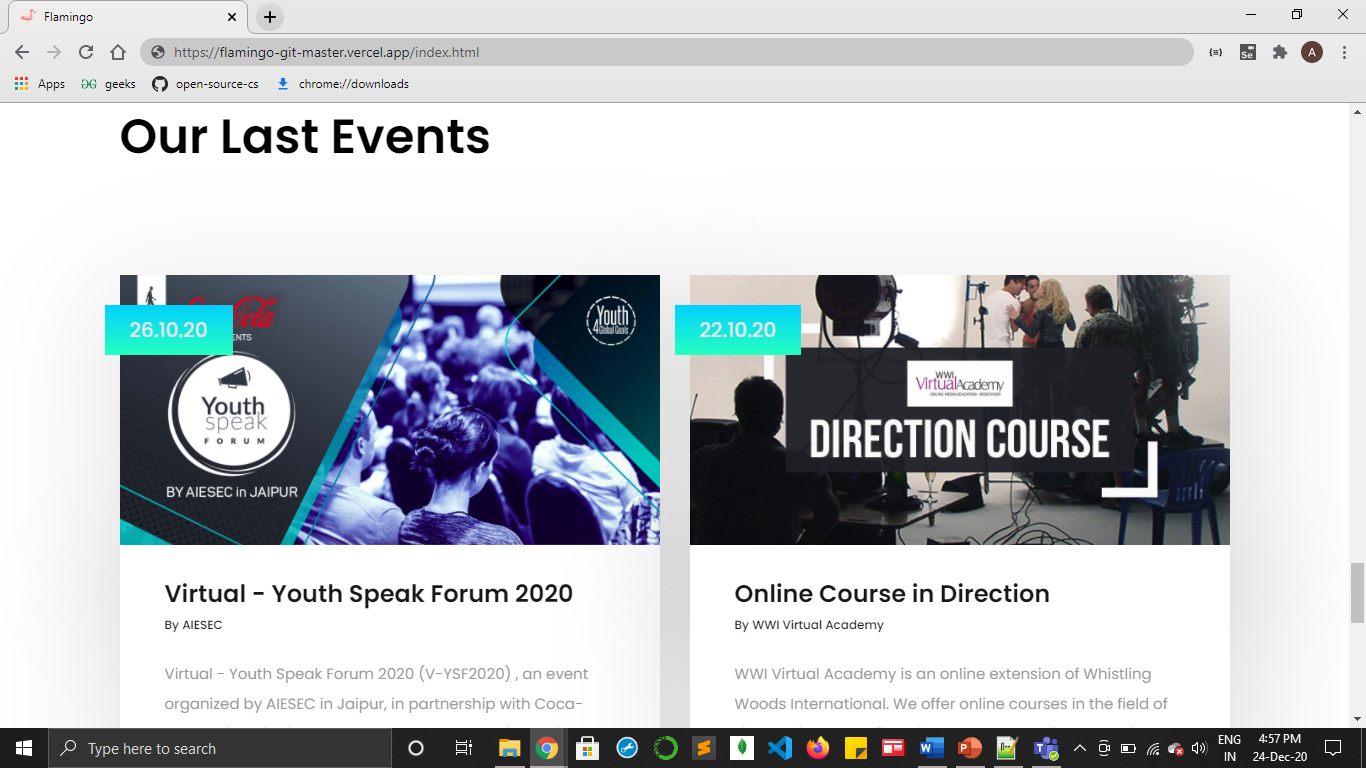 Flamingo
https://flamingo-git-master.vercel.app/index.html
A
Apps
geeks
open-source-cs
chrome://downloads
Our Last Events
26.10.20
Youth
4 Global Goals
Youth
speak
FORUM
BY AIESEC in JAIPUR
22.10.20
WWI
VirtualAcademy
DIRECTION COURSE
Virtual - Youth Speak Forum 2020
By AIESEC
Virtual - Youth Speak Forum 2020 (V-YSF2020) , an event
organized by AIESEC in Jaipur, in partnership with Coca-
Online Course in Direction
By WWI Virtual Academy
WWI Virtual Academy is an online extension of Whistling
Woods International. We offer online courses in the field of
Type here to search
ENG
IN
4:57 PM
24-Dec-20